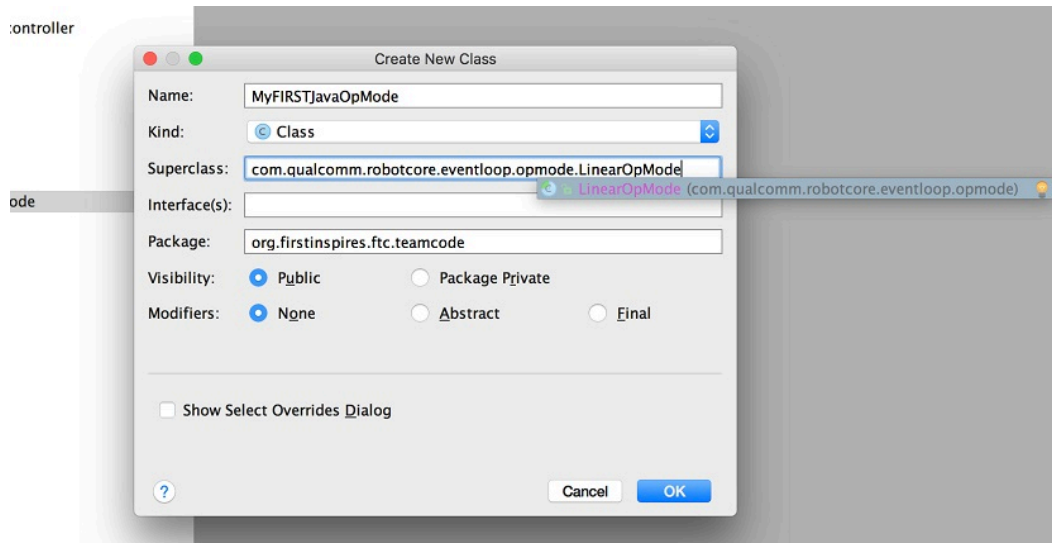 :ontroller
Create New Class
Name: MyFIRSTJavaOpMode
Kind: C Class
Superclass: com.qualcomm.robotcore.eventloop.opmode.LinearOpMode
C LinearOpMode (com.qualcomm.robotcore.eventloop.opmode)
ode
Interface(s):
Package: org.firstinspires.ftc.teamcode
Visibility: Public Package Private
Modifiers: None Abstract Final
Show Select Overrides Dialog
? Cancel OK